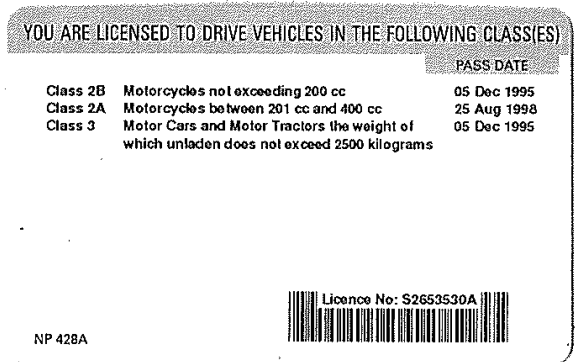 YOU ARE LICENSED TO DRIVE VEHICLES IN THE FOLLOWING CLASS(ES)
PASS DATE
Class 2B Motorcycles not exceeding 200 cc 05 Dec 1995
Class 2A Motorcycles between 201 cc and 400 cc 25 Aug 1998
Class 3 Motor Cars and Motor Tractors the weight of 05 Dec 1995
which unladen does not exceed 2500 kilograms
Licence No: S2653530A
NP 428A